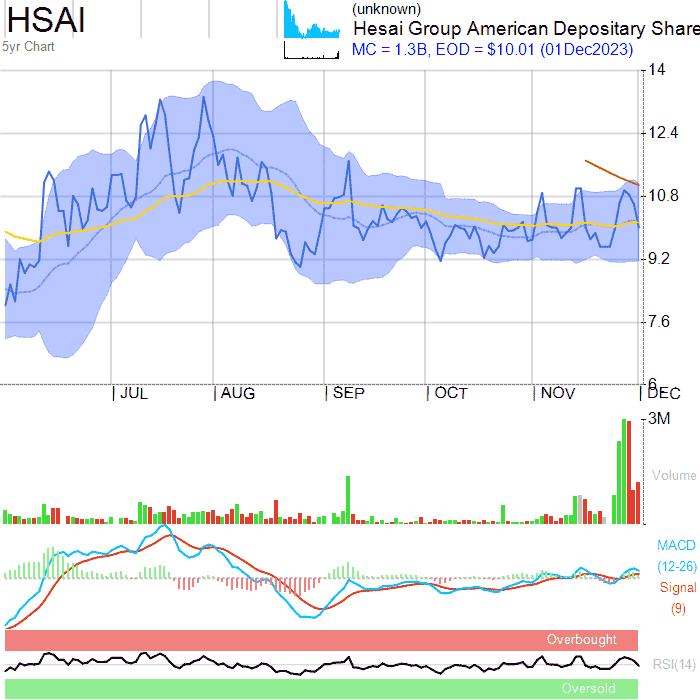 HSAI
5yr Chart
(unknown)
Hesai Group American Depositary Share
MC = 1.3B, EOD = $10.01 (01Dec2023)
14
12.4
10.8
9.2
7.6
6
JUL AUG SEP OCT NOV DEC
3M
Volume
MACD
(12-26)
Signal
(9)
Overbought
RSI(14)
Oversold